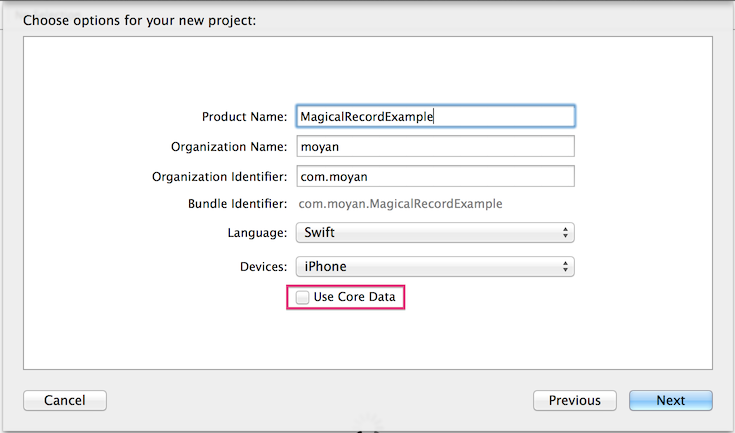 Choose options for your new project:
Product Name: MagicalRecordExample
Organization Name: moyan
Organization Identifier: com.moyan
Bundle Identifier: com.moyan.MagicalRecordExample
Language: Swift
Devices: iPhone
Use Core Data
Cancel Previous Next